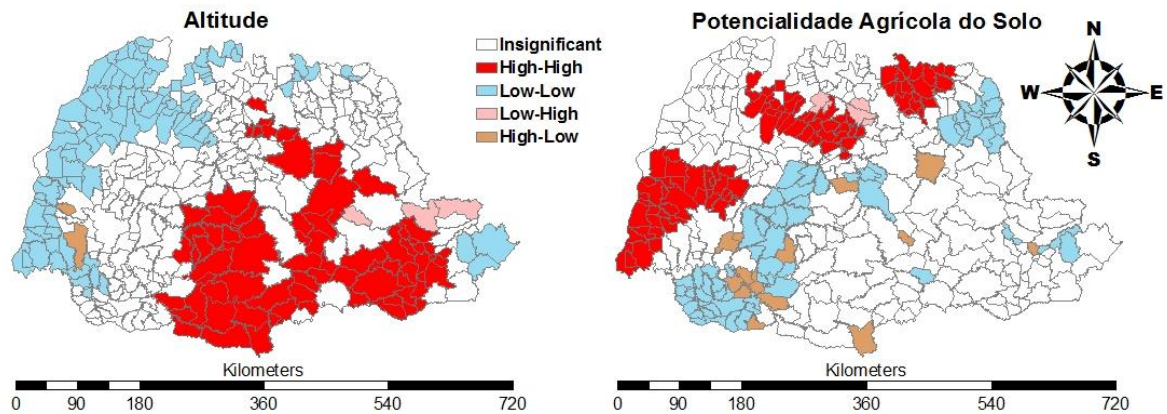 Altitude
Potencialidade Agrícola do Solo
Insignificant
High-High
Low-Low
Low-High
High-Low
N
W E
S
Kilometers
0 90 180 360 540 720
Kilometers
0 90 180 360 540 720